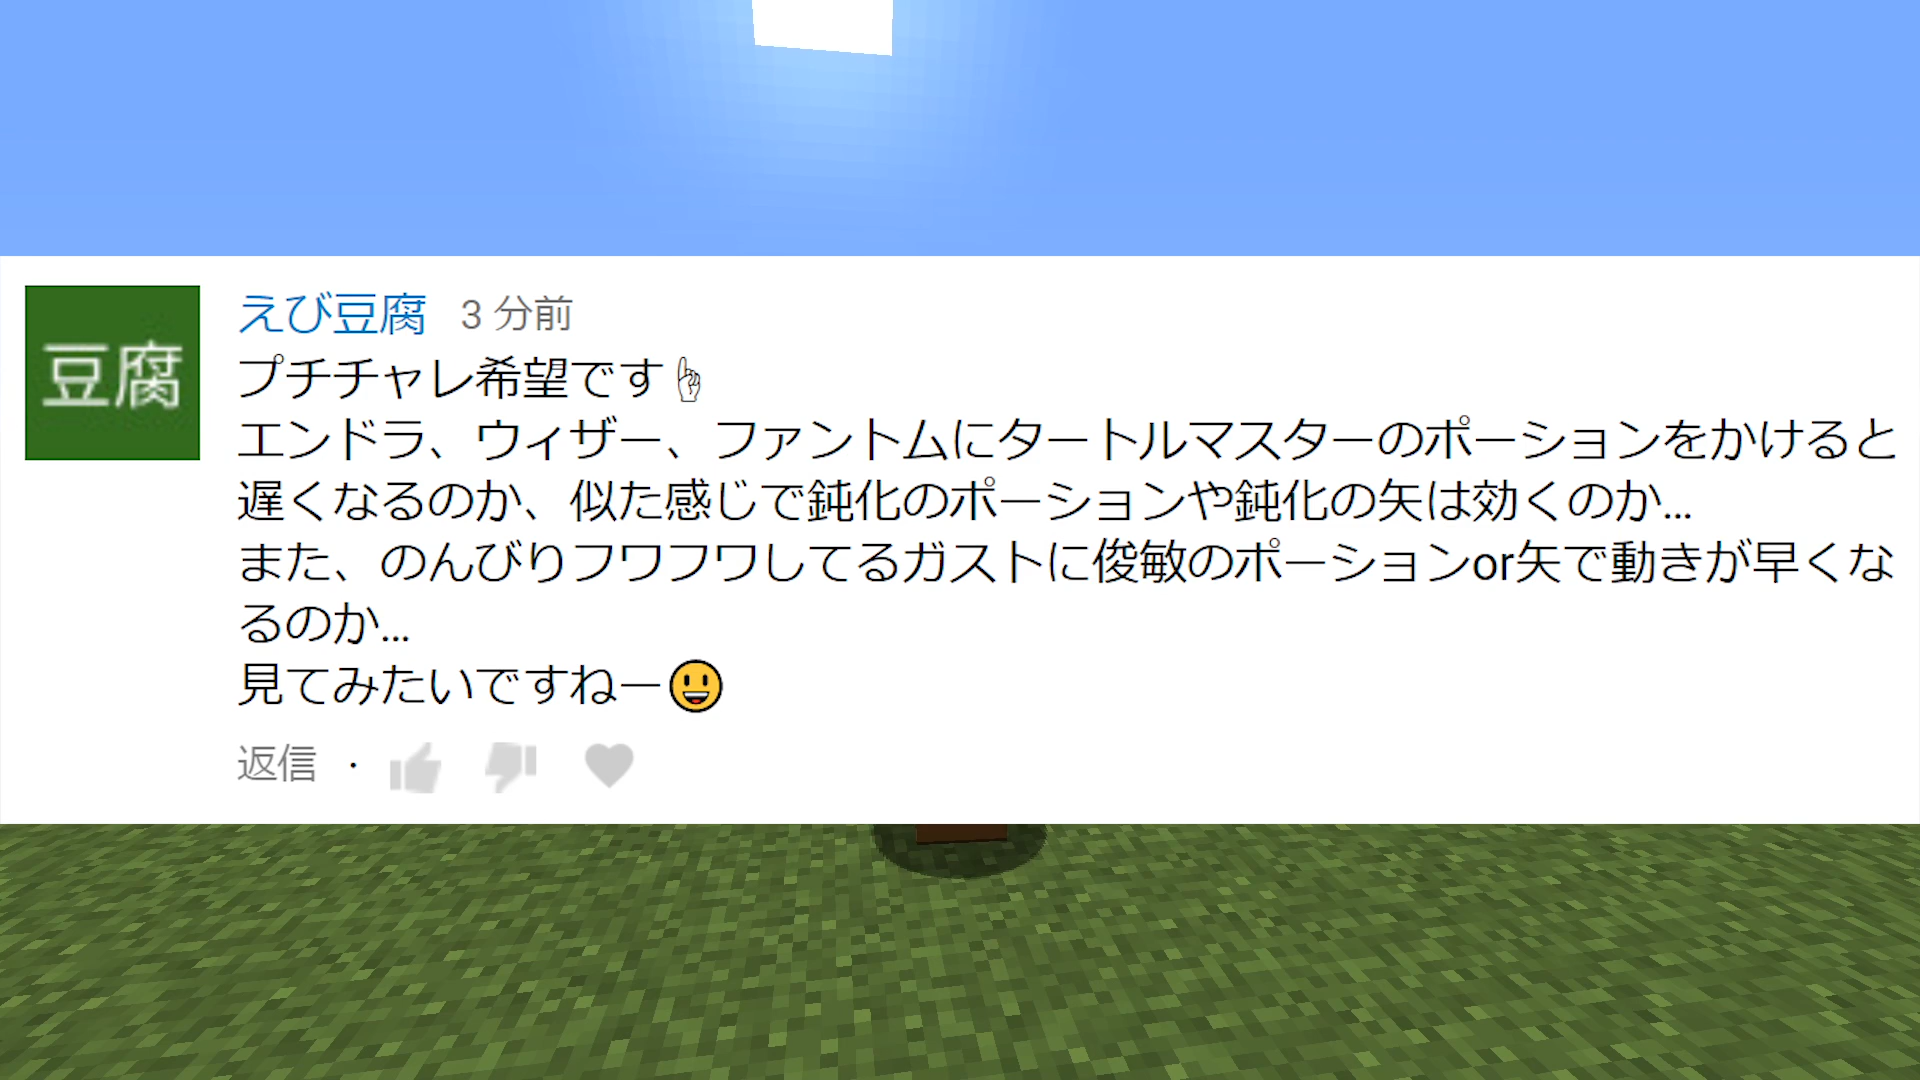 豆腐
えび豆腐 3 分前
プチチャレ希望です☝
エンドラ、ウィザー、ファントムにタートルマスターのポーションをかけると
遅くなるのか、似た感じで鈍化のポーションや鈍化の矢は効くのか...
また、のんびりフワフワしてるガストに俊敏のポーションor矢で動きが早くな
るのか...
見てみたいですねー😃
返信 ·